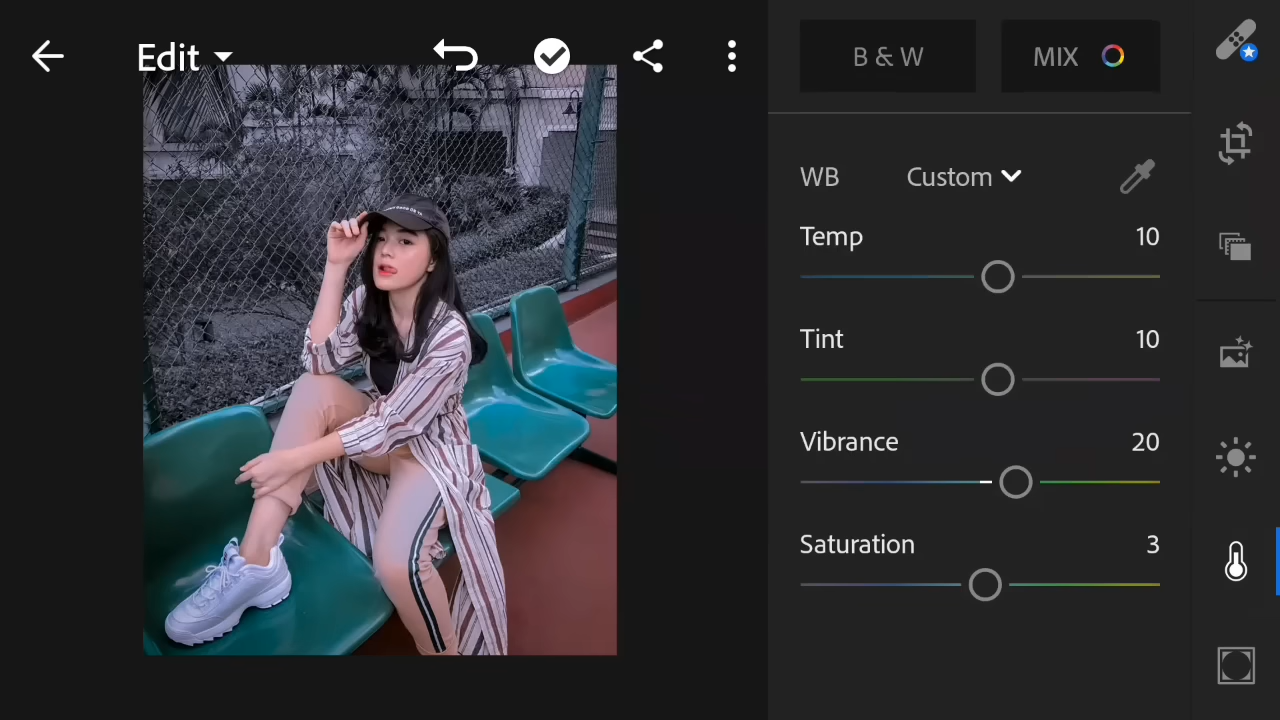 Edit
B & W
MIX
WB
Custom
Temp
10
Tint
10
Vibrance
20
Saturation
3